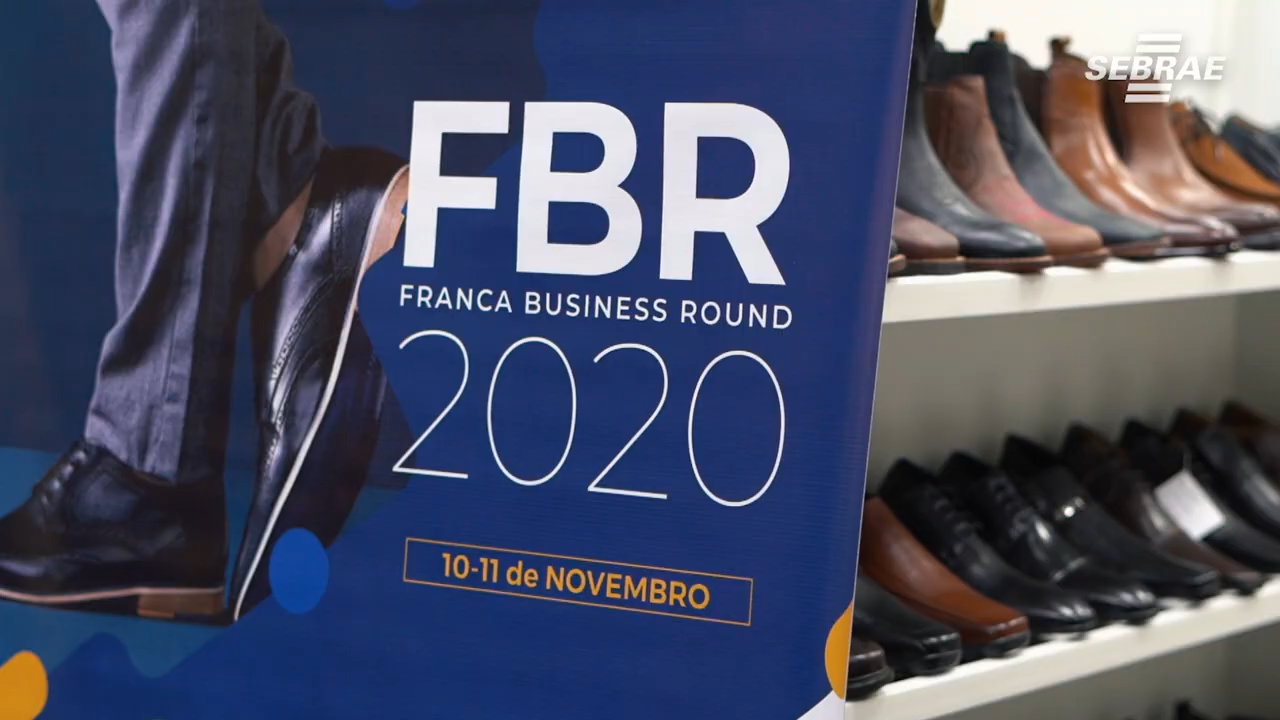 SEBRAE
FBR
FRANCA BUSINESS ROUND
2020
10-11 de NOVEMBRO